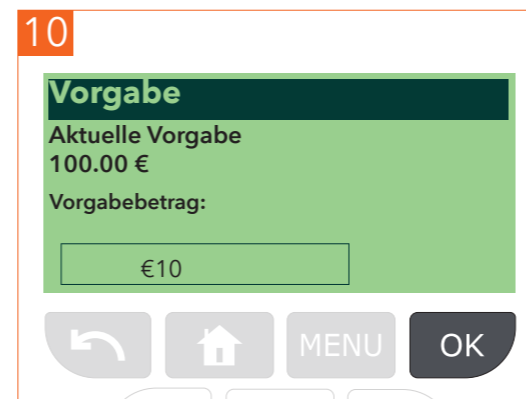 10
Vorgabe
Aktuelle Vorgabe
100.00 €
Vorgabebetrag:
€10
MENU OK